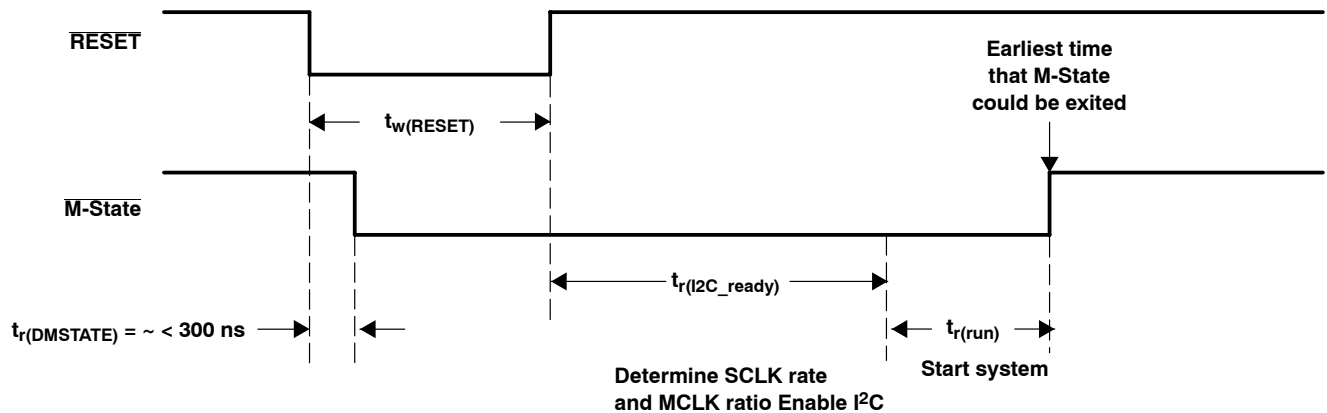 RESET
Earliest time
that M-State
could be exited
tw(RESET)
M-State
tr(I2C_ready)
tr(DMSTATE) = ~ < 300 ns
tr(run)
Start system
Determine SCLK rate
and MCLK ratio Enable I²C